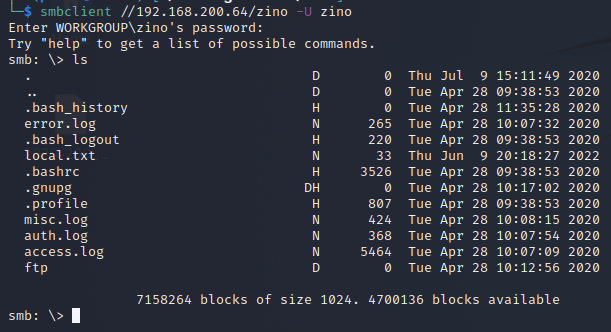 └─$ smbclient //192.168.200.64/zino -U zino
Enter WORKGROUP\zino's password:
Try "help" to get a list of possible commands.
smb: \> ls
  .                                   D        0  Thu Jul  9 15:11:49 2020
  ..                                  D        0  Tue Apr 28 09:38:53 2020
  .bash_history                       H        0  Tue Apr 28 11:35:28 2020
  error.log                           N      265  Tue Apr 28 10:07:32 2020
  .bash_logout                        H      220  Tue Apr 28 09:38:53 2020
  local.txt                           N       33  Thu Jun  9 20:18:27 2022
  .bashrc                             H     3526  Tue Apr 28 09:38:53 2020
  .gnupg                             DH        0  Tue Apr 28 10:17:02 2020
  .profile                            H      807  Tue Apr 28 09:38:53 2020
  misc.log                            N      424  Tue Apr 28 10:08:15 2020
  auth.log                            N      368  Tue Apr 28 10:07:54 2020
  access.log                          N     5464  Tue Apr 28 10:07:09 2020
  ftp                                 D        0  Tue Apr 28 10:12:56 2020
                7158264 blocks of size 1024. 4700136 blocks available
smb: \>